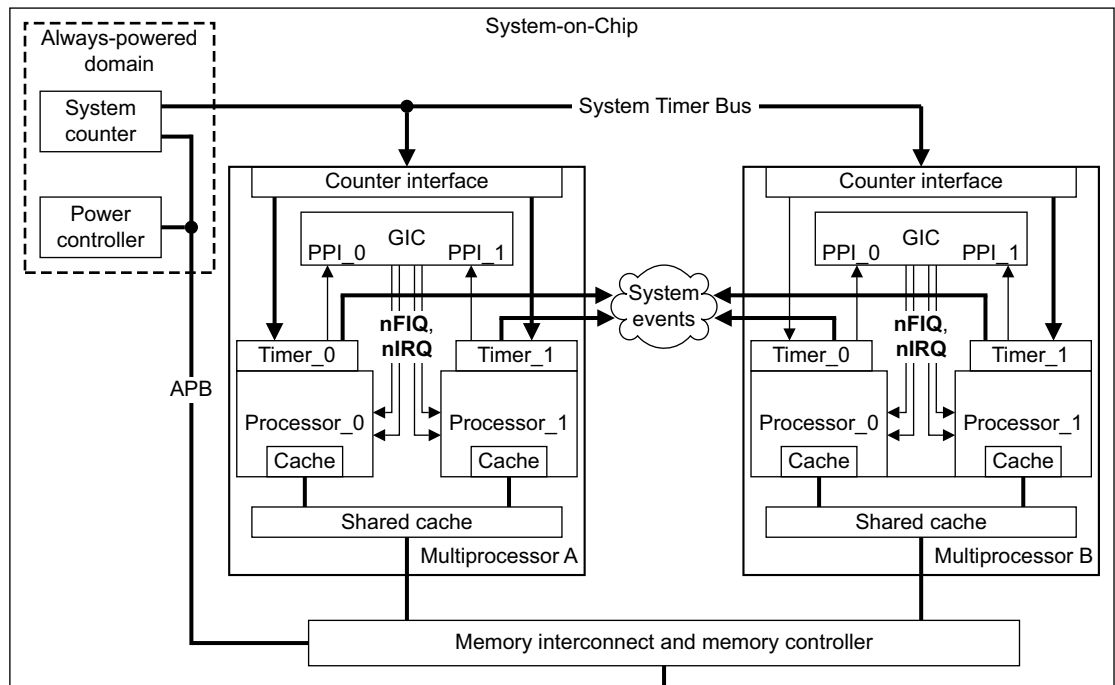 System-on-Chip
Always-powered
domain
System
counter
System Timer Bus
Power
controller
Counter interface
GIC
PPI_0
PPI_1
nFIQ,
nIRQ
Timer_0
Timer_1
Processor_0
Processor_1
Cache
Cache
Shared cache
Multiprocessor A
System
events
Counter interface
GIC
PPI_0
PPI_1
nFIQ,
nIRQ
Timer_0
Timer_1
Processor_0
Processor_1
Cache
Cache
Shared cache
Multiprocessor B
APB
Memory interconnect and memory controller